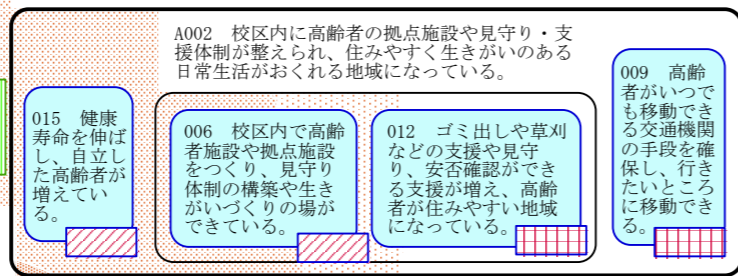 A002 校区内に高齢者の拠点施設や見守り・支
援体制が整えられ、住みやすく生きがいのある
日常生活がおくれる地域になっている。
015 健康
寿命を伸ば
し、自立し
た高齢者が
増えてい
る。
006 校区内で高齢
者施設や拠点施設
をつくり、見守り
体制の構築や生き
がいづくりの場が
できている。
012 ゴミ出しや草刈
などの支援や見守
り、安否確認ができ
る支援が増え、高齢
者が住みやすい地域
になっている。
009 高齢
者がいつで
も移動でき
る交通機関
の手段を確
保し、行き
たいところ
に移動でき
る。